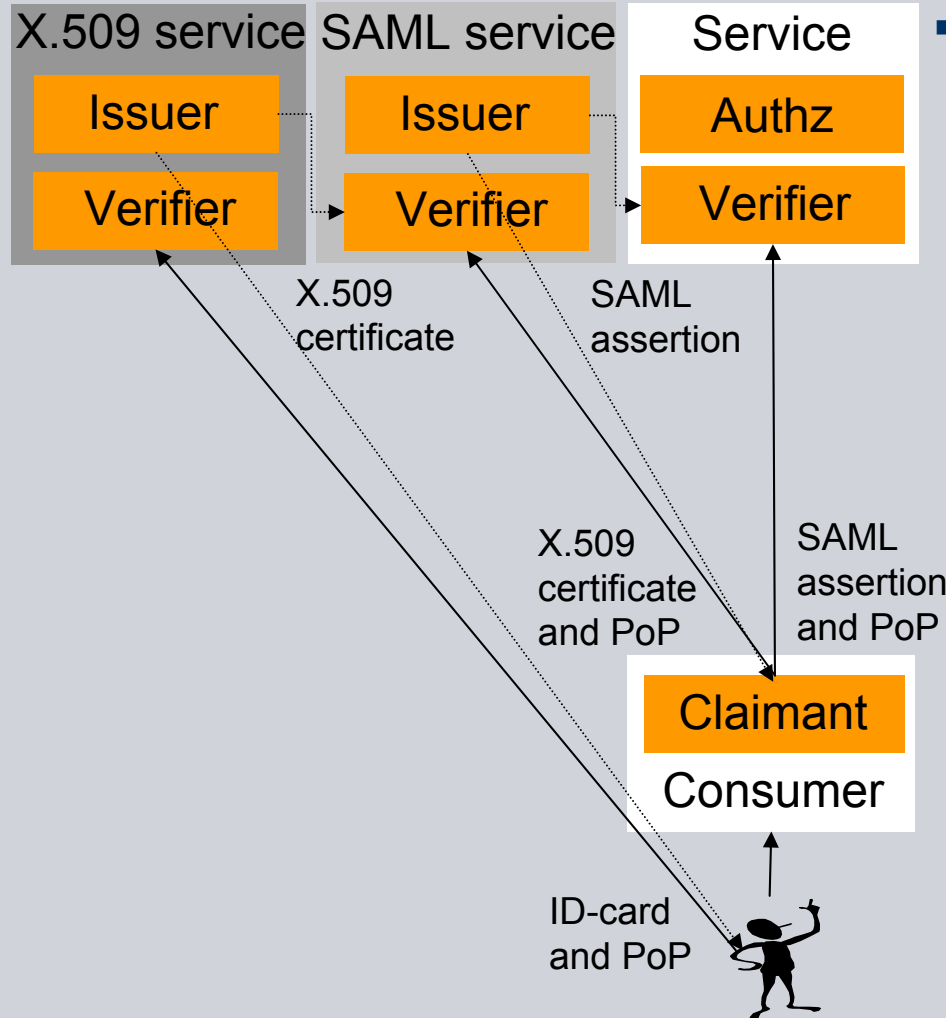 X.509 service
SAML service
Service
Issuer
Issuer
Authz
Verifier
Verifier
Verifier
X.509
certificate
SAML
assertion
X.509
certificate
and PoP
SAML
assertion
and PoP
Claimant
Consumer
ID-card
and PoP